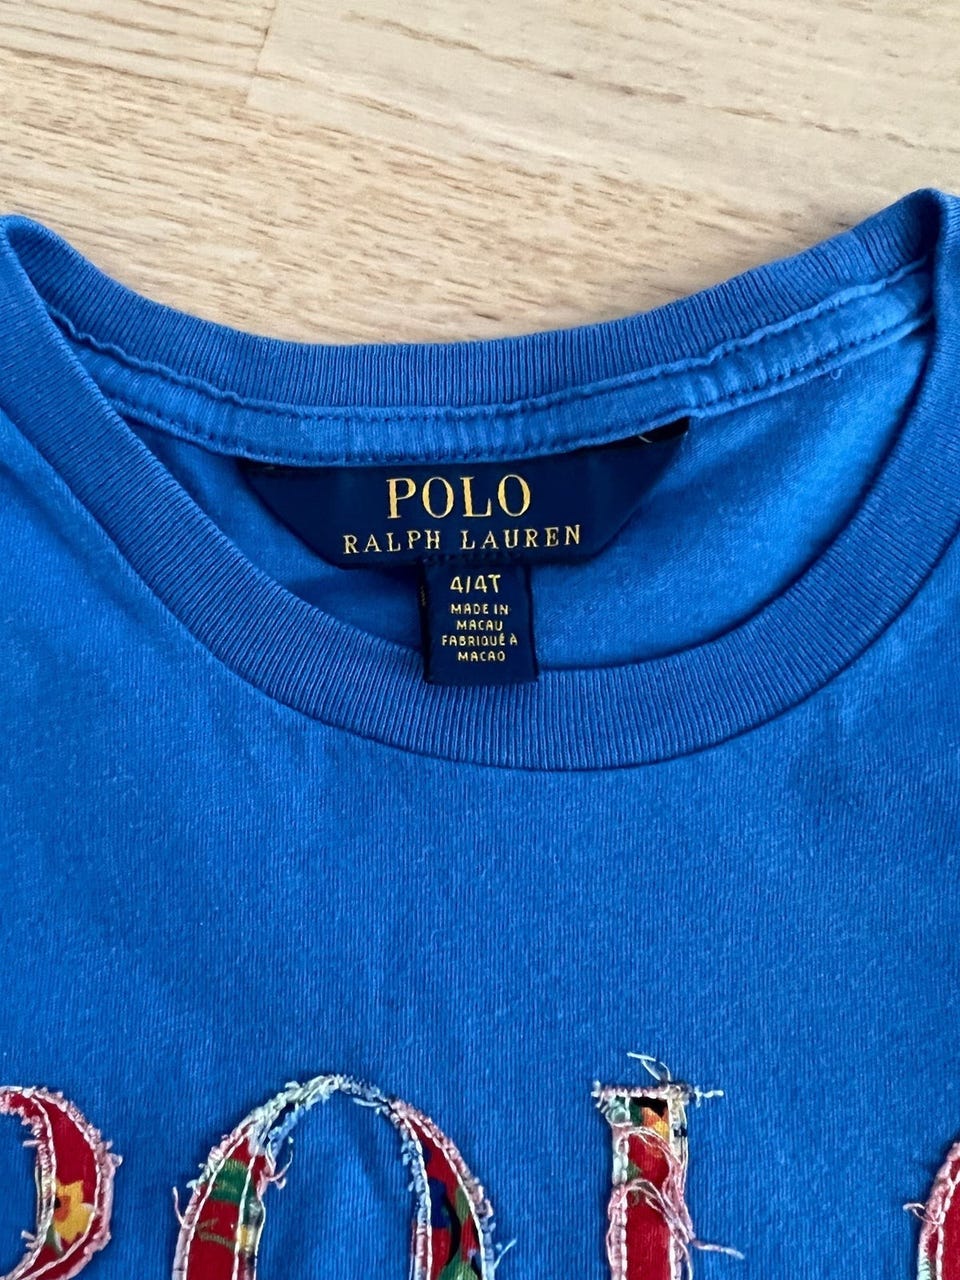 POLO
RALPH LAUREN
4/4T
MADE IN
MACAU
FABRIQUÉ À
MACAO
POLO